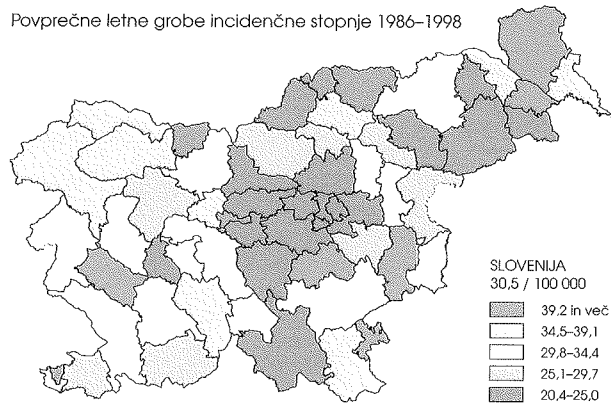 Povprečne letne grobe incidenčne stopnje 1986–1998
SLOVENIJA
30,5 / 100 000
39.2 in več
34,5–39,1
29,8–34,4
25,1–29,7
20,4–25,0